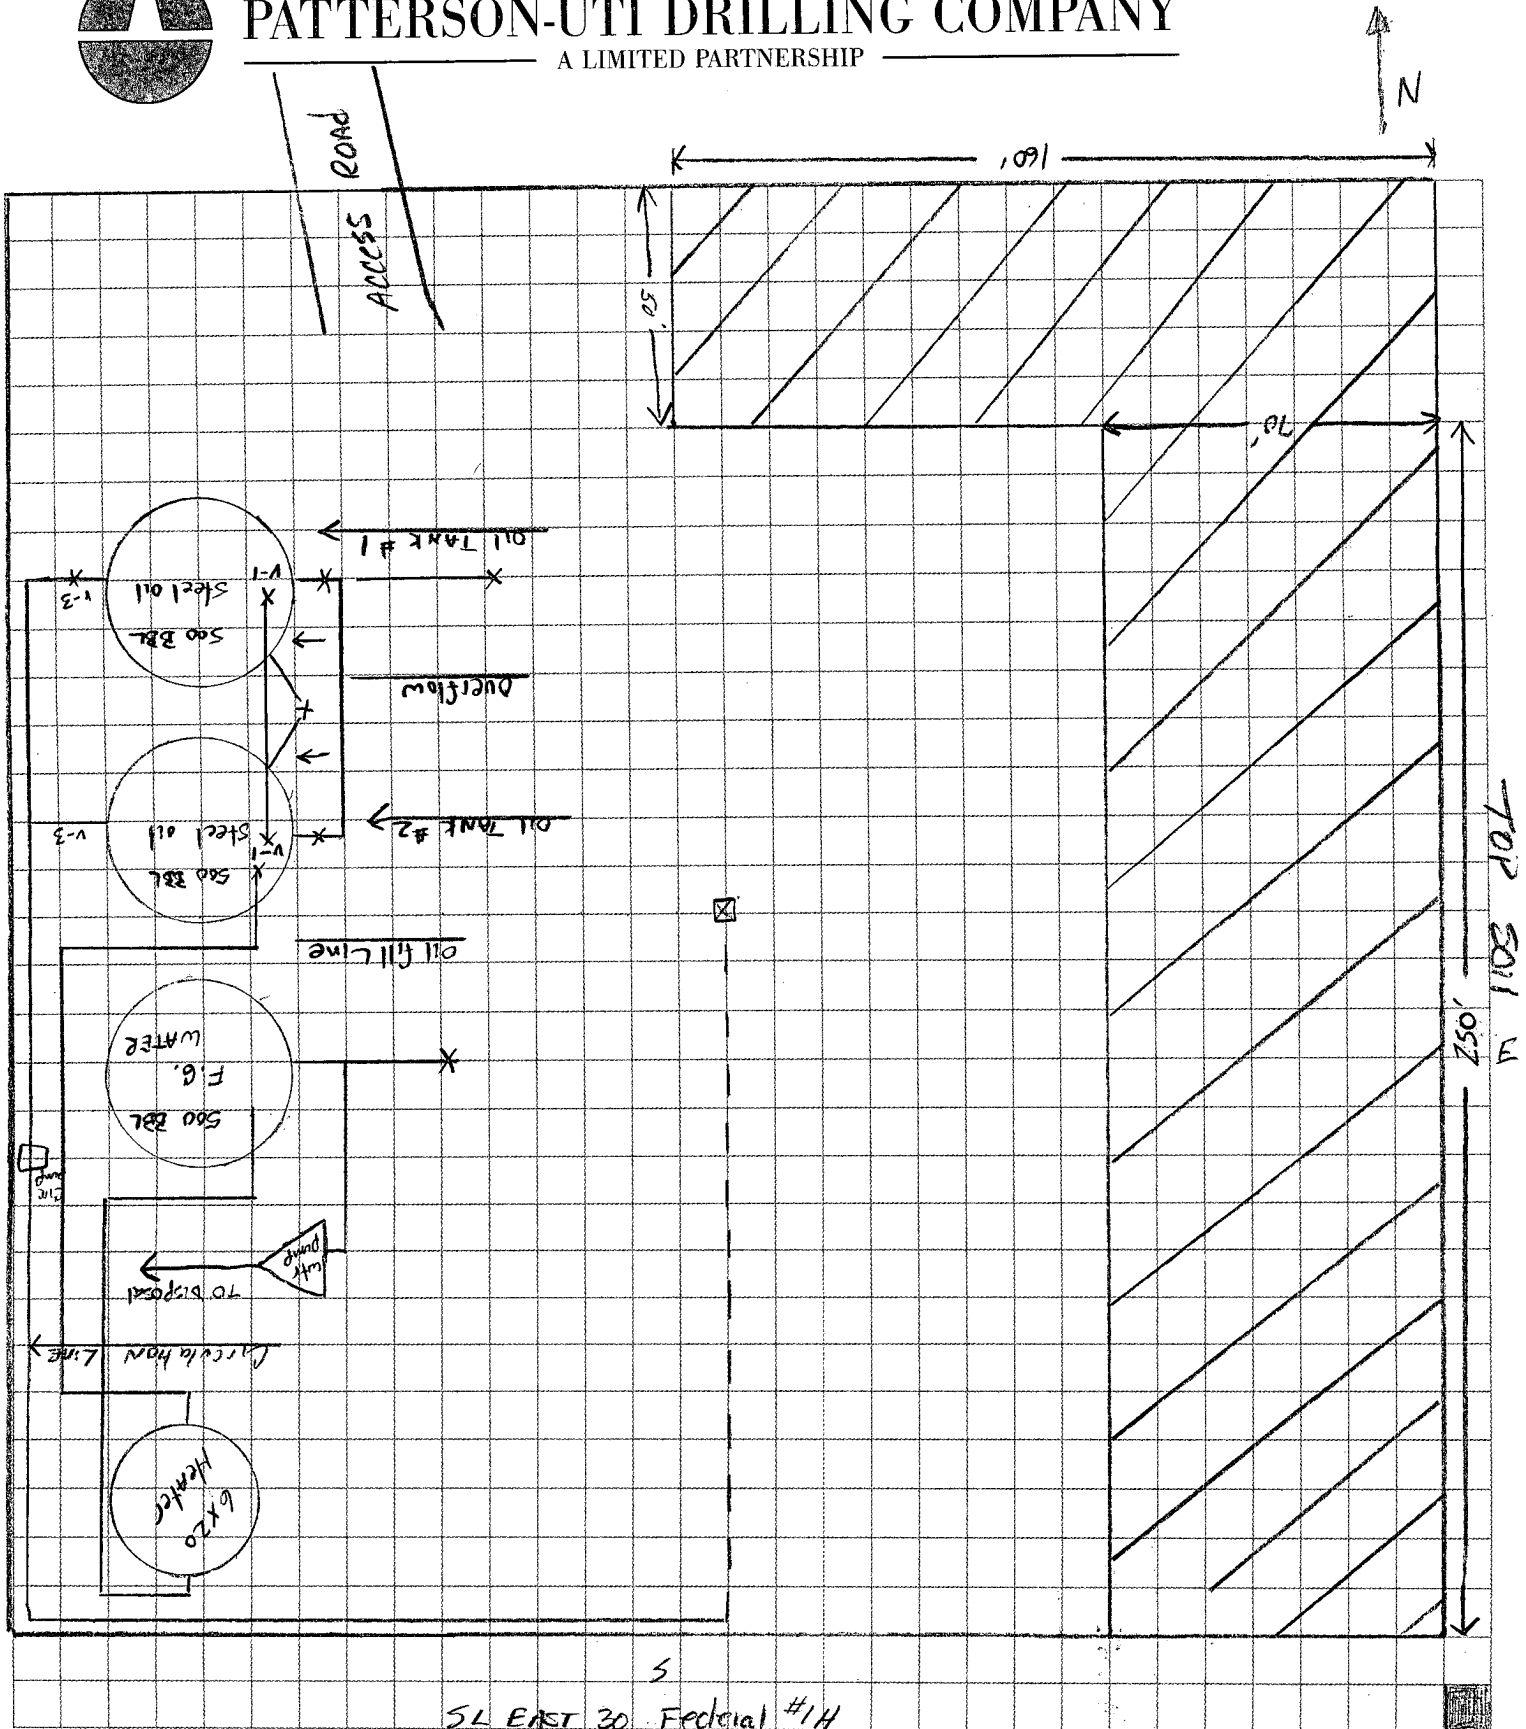 PATTERSON-UTI DRILLING COMPANY
A LIMITED PARTNERSHIP
N
ACCESS ROAD
160'
50'
70'
OIL TANK #1
V-3
Steel oil
500 BBL
V-1
Overflow
OIL TANK #2
V-3
Steel oil
500 BBL
V-1
Oil fill Line
500 BBL
F.G.
WATER
Circ pump
wtr pump
TO DISPOSAL
Circulation Line
6x20
Heater
TOP SOIL
250'
E
S
SL EAST 30 Federal #1H